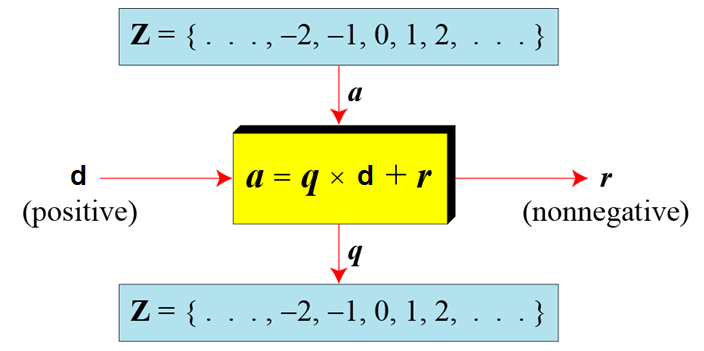 Z = { . . . , –2, –1, 0, 1, 2, . . . }
a
d
a = q × d + r
r
(positive)
(nonnegative)
q
Z = { . . . , –2, –1, 0, 1, 2, . . . }